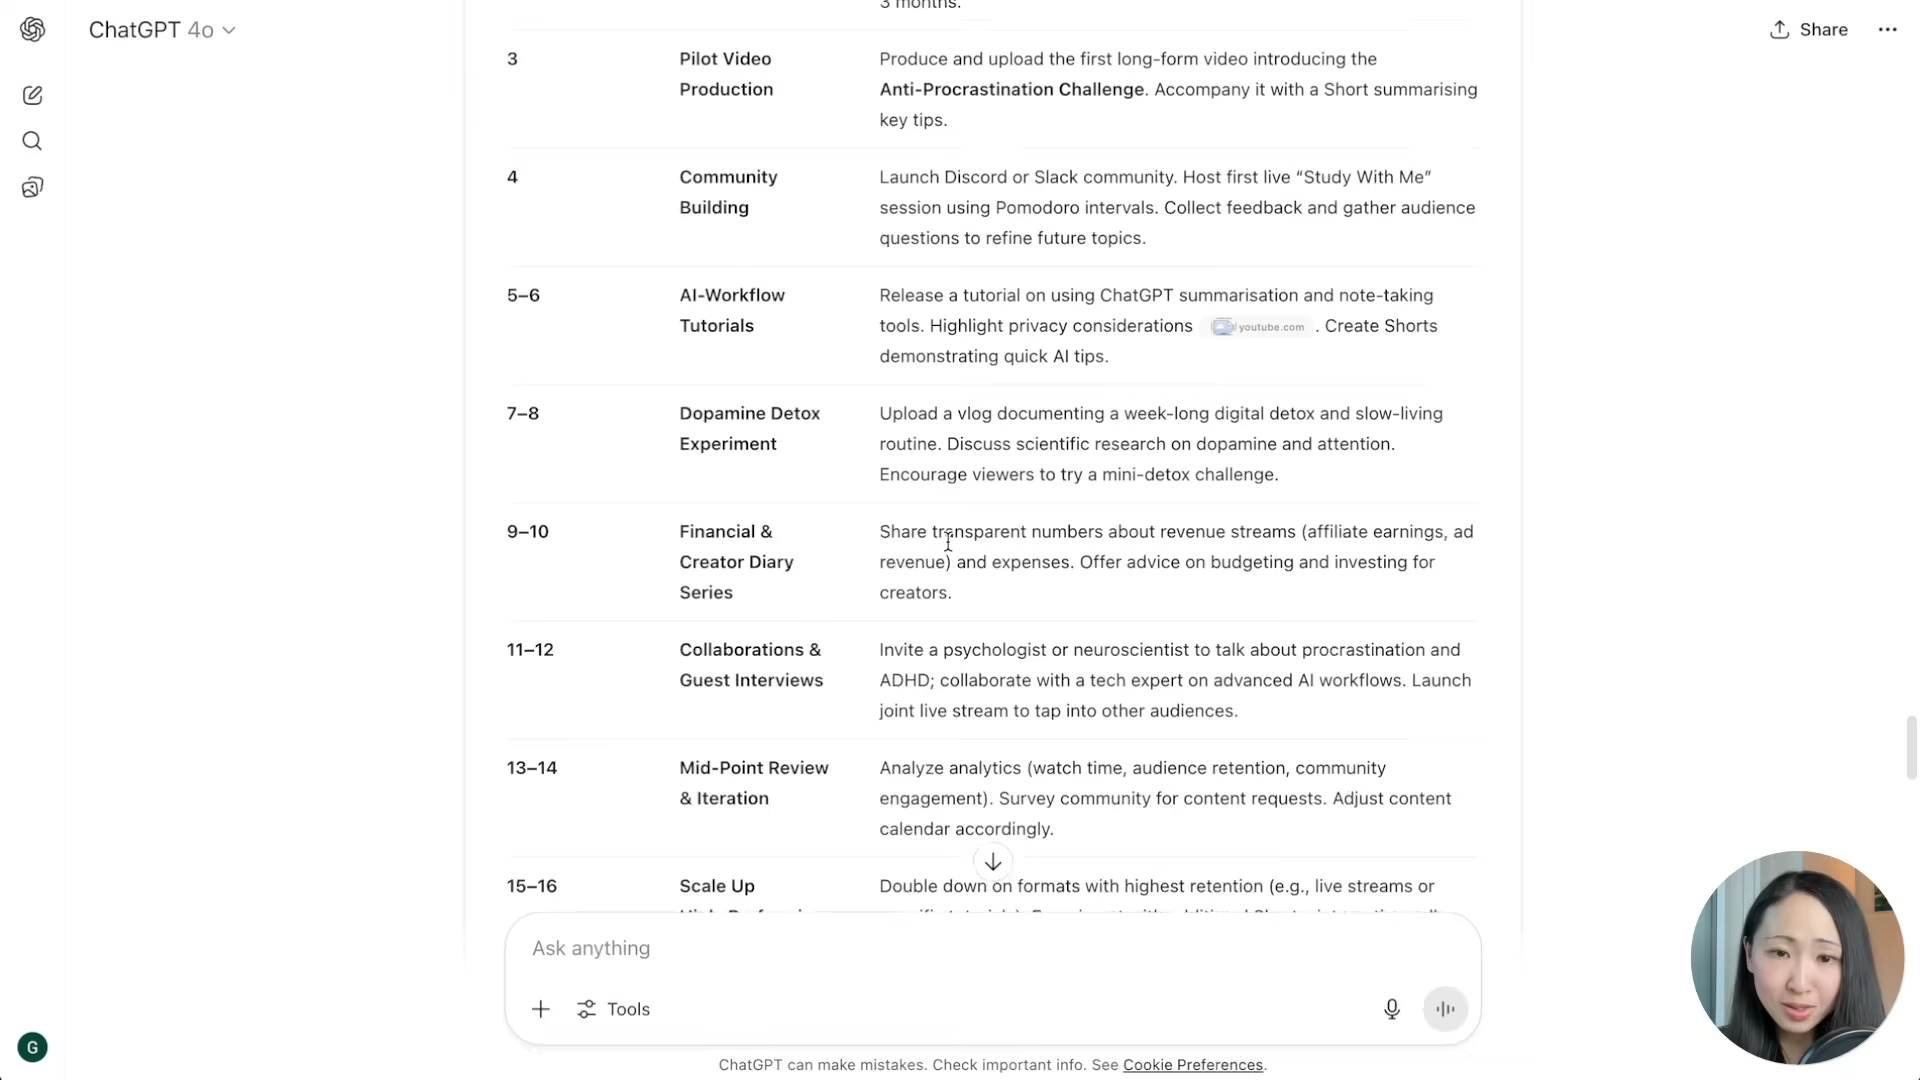 ChatGPT 4o
Share
3 months.
3
Pilot Video
Production
Produce and upload the first long-form video introducing the
Anti-Procrastination Challenge. Accompany it with a Short summarising
key tips.
4
Community
Building
Launch Discord or Slack community. Host first live “Study With Me”
session using Pomodoro intervals. Collect feedback and gather audience
questions to refine future topics.
5–6
AI-Workflow
Tutorials
Release a tutorial on using ChatGPT summarisation and note-taking
tools. Highlight privacy considerations youtube.com . Create Shorts
demonstrating quick AI tips.
7–8
Dopamine Detox
Experiment
Upload a vlog documenting a week-long digital detox and slow-living
routine. Discuss scientific research on dopamine and attention.
Encourage viewers to try a mini-detox challenge.
9–10
Financial &
Creator Diary
Series
Share transparent numbers about revenue streams (affiliate earnings, ad
revenue) and expenses. Offer advice on budgeting and investing for
creators.
11–12
Collaborations &
Guest Interviews
Invite a psychologist or neuroscientist to talk about procrastination and
ADHD; collaborate with a tech expert on advanced AI workflows. Launch
joint live stream to tap into other audiences.
13–14
Mid-Point Review
& Iteration
Analyze analytics (watch time, audience retention, community
engagement). Survey community for content requests. Adjust content
calendar accordingly.
15–16
Scale Up
Double down on formats with highest retention (e.g., live streams or
Ask anything
Tools
G
ChatGPT can make mistakes. Check important info. See Cookie Preferences.